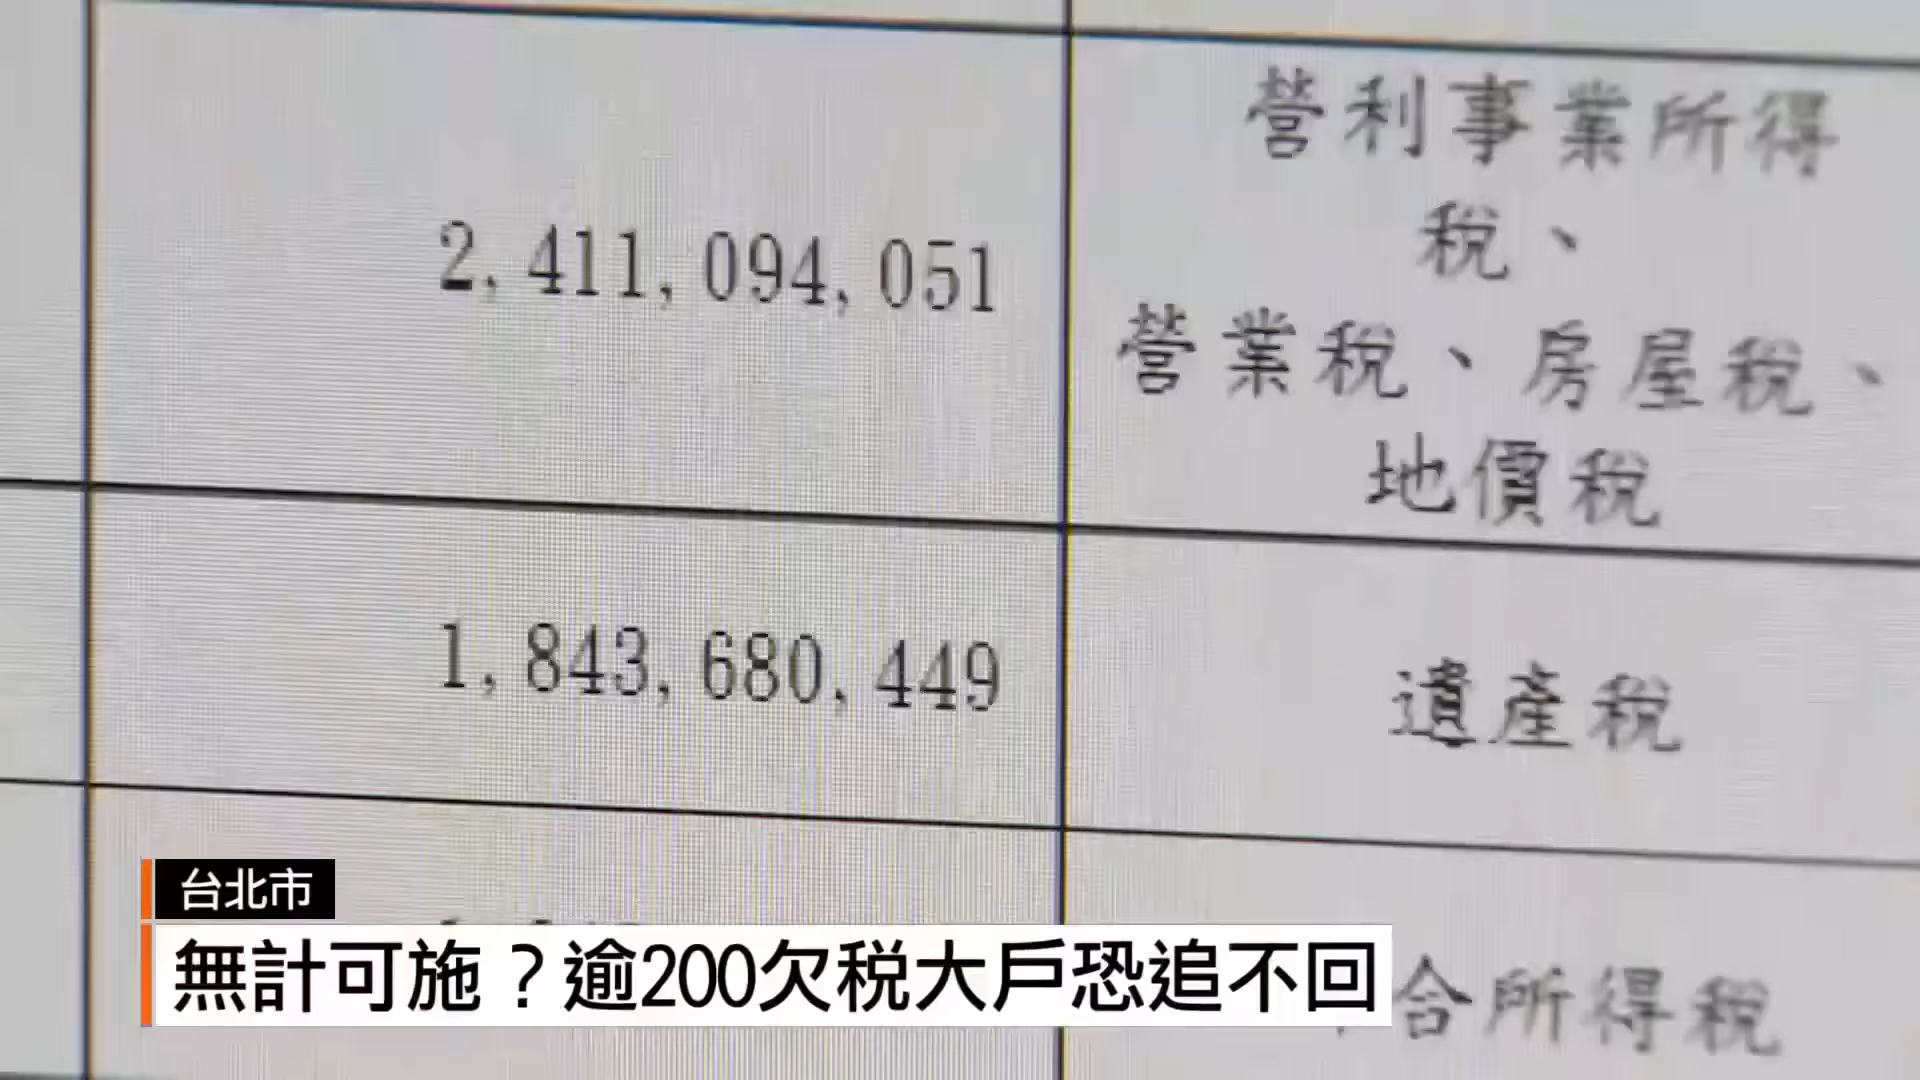 營利事業所得
稅、
2,411,094,051
營業稅、房屋稅、
地價稅
1,843,680,449
遺產稅
台北市
無計可施？逾200欠税大戶恐追不回
合所得稅